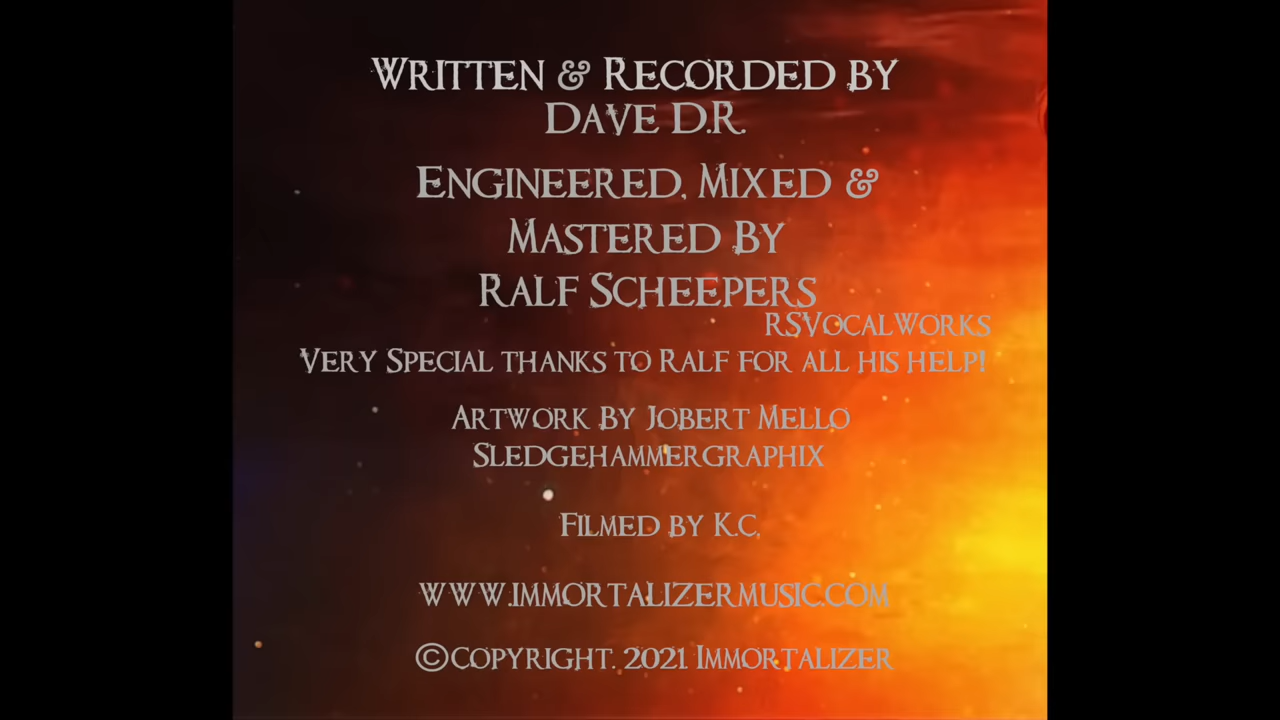 Written & Recorded by
Dave D.R.
Engineered, Mixed &
Mastered By
Ralf Scheepers
RSVocalWorks
Very Special thanks to Ralf for all his help!
Artwork By Jobert Mello
Sledgehammergraphix
Filmed by K.C.
www.immortalizermusic.com
©Copyright. 2021 Immortalizer